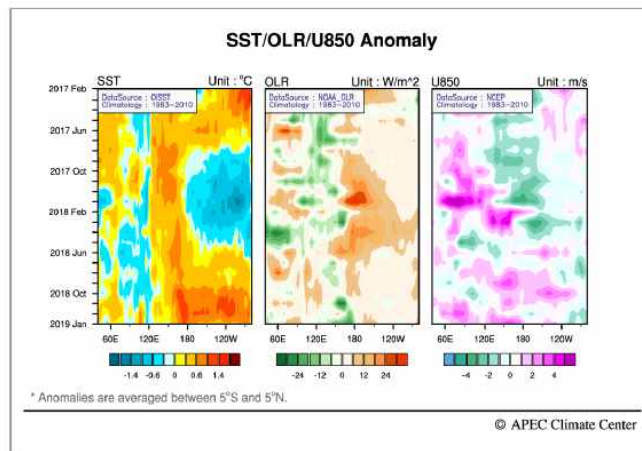 SST/OLR/U850 Anomaly
SST Unit : °C
DataSource : OISST
Climatology : 1983-2010
OLR Unit : W/m^2
DataSource : NOAA_OLR
Climatology : 1983-2010
U850 Unit : m/s
DataSource : NCEP
Climatology : 1983-2010
2017 Feb
2017 Jun
2017 Oct
2018 Feb
2018 Jun
2018 Oct
2019 Jan
60E 120E 180 120W
60E 120E 180 120W
60E 120E 180 120W
-1.4 -0.6 0 0.6 1.4
-24 -12 0 12 24
-4 -2 0 2 4
* Anomalies are averaged between 5°S and 5°N.
© APEC Climate Center